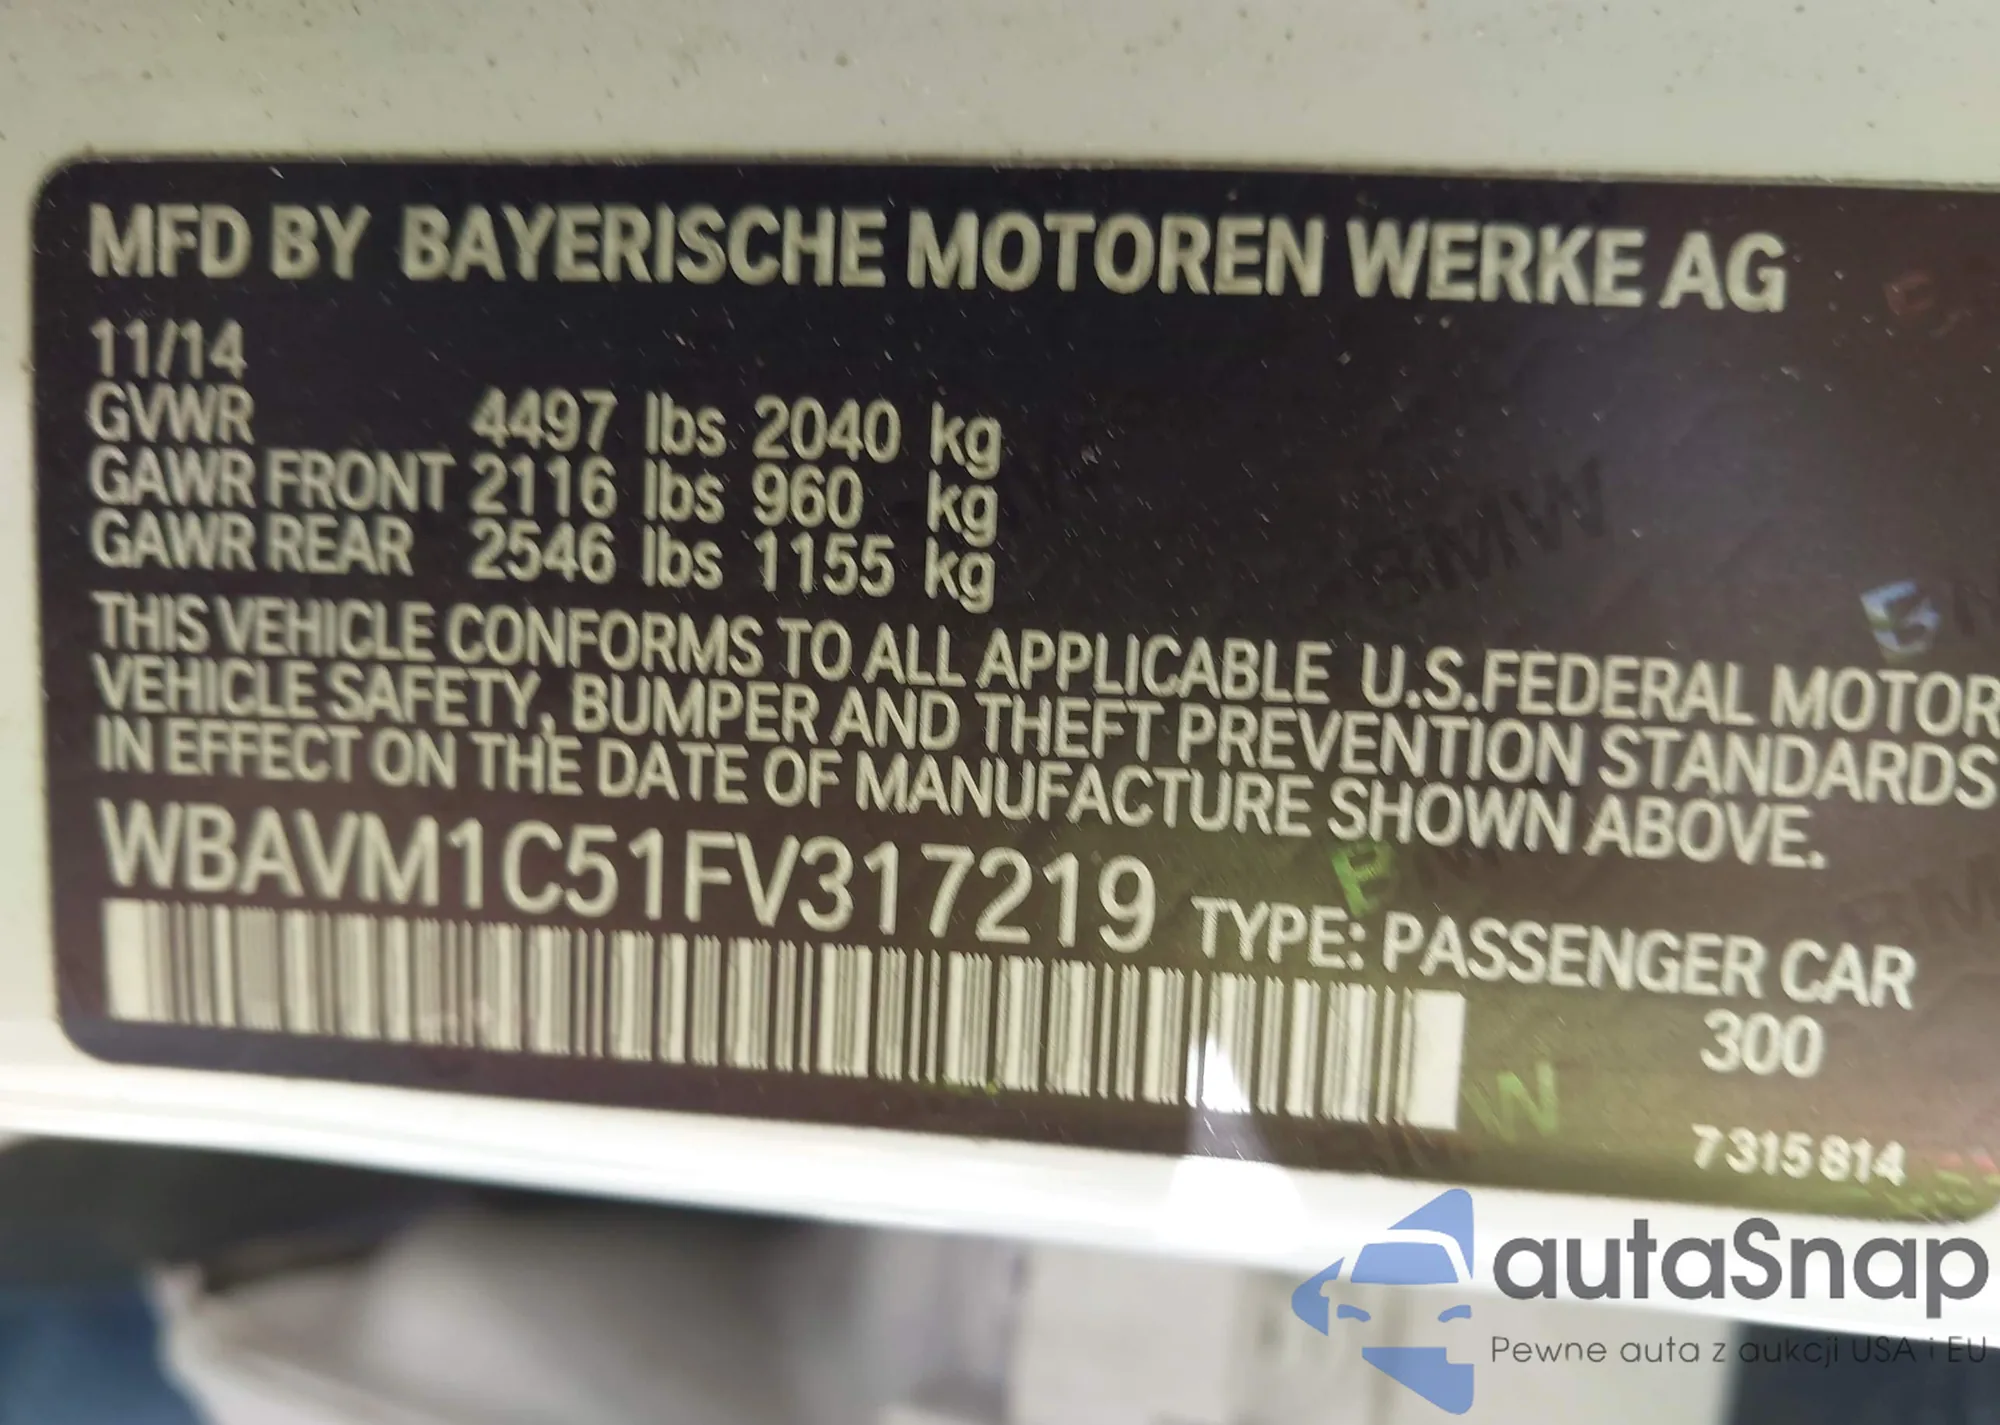 MFD BY BAYERISCHE MOTOREN WERKE AG
11/14
GVWR 4497 lbs 2040 kg
GAWR FRONT 2116 lbs 960 kg
GAWR REAR 2546 lbs 1155 kg
THIS VEHICLE CONFORMS TO ALL APPLICABLE U.S.FEDERAL MOTOR
VEHICLE SAFETY, BUMPER AND THEFT PREVENTION STANDARDS
IN EFFECT ON THE DATE OF MANUFACTURE SHOWN ABOVE.
WBAVM1C51FV317219 TYPE: PASSENGER CAR
300
7315814
BMW
autaSnap
Pewne auta z aukcji USA i EU